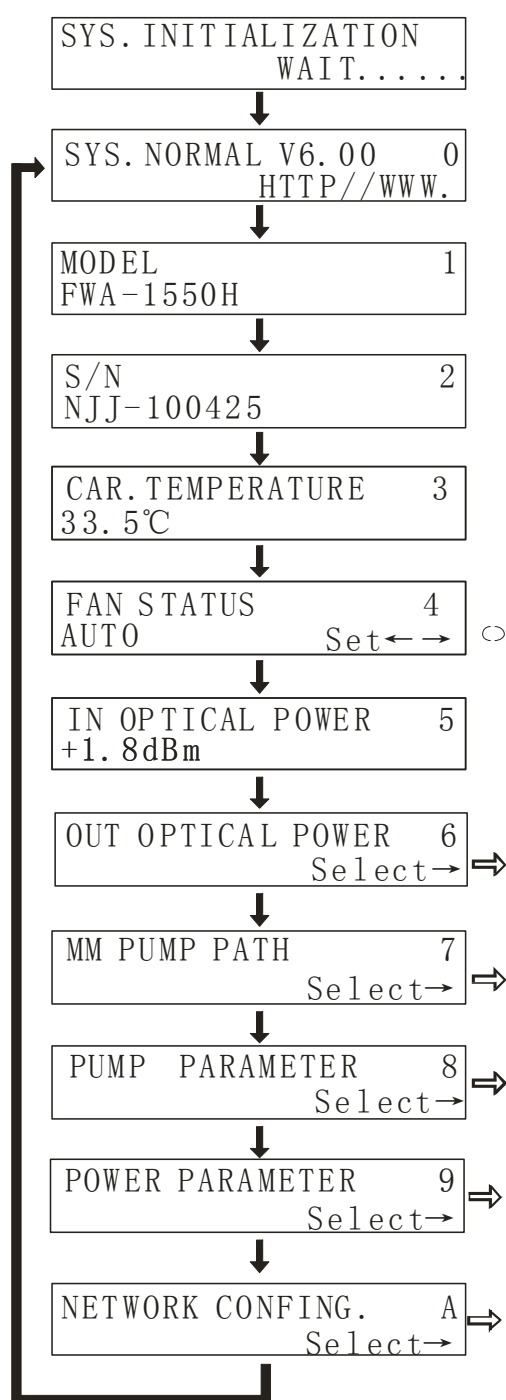 SYS.INITIALIZATION
WAIT......
SYS.NORMAL V6.00 0
HTTP//WWW.
MODEL 1
FWA-1550H
S/N 2
NJJ-100425
CAR.TEMPERATURE 3
33.5℃
FAN STATUS 4
AUTO Set←→
IN OPTICAL POWER 5
+1.8dBm
OUT OPTICAL POWER 6
Select→
MM PUMP PATH 7
Select→
PUMP PARAMETER 8
Select→
POWER PARAMETER 9
Select→
NETWORK CONFING. A
Select→